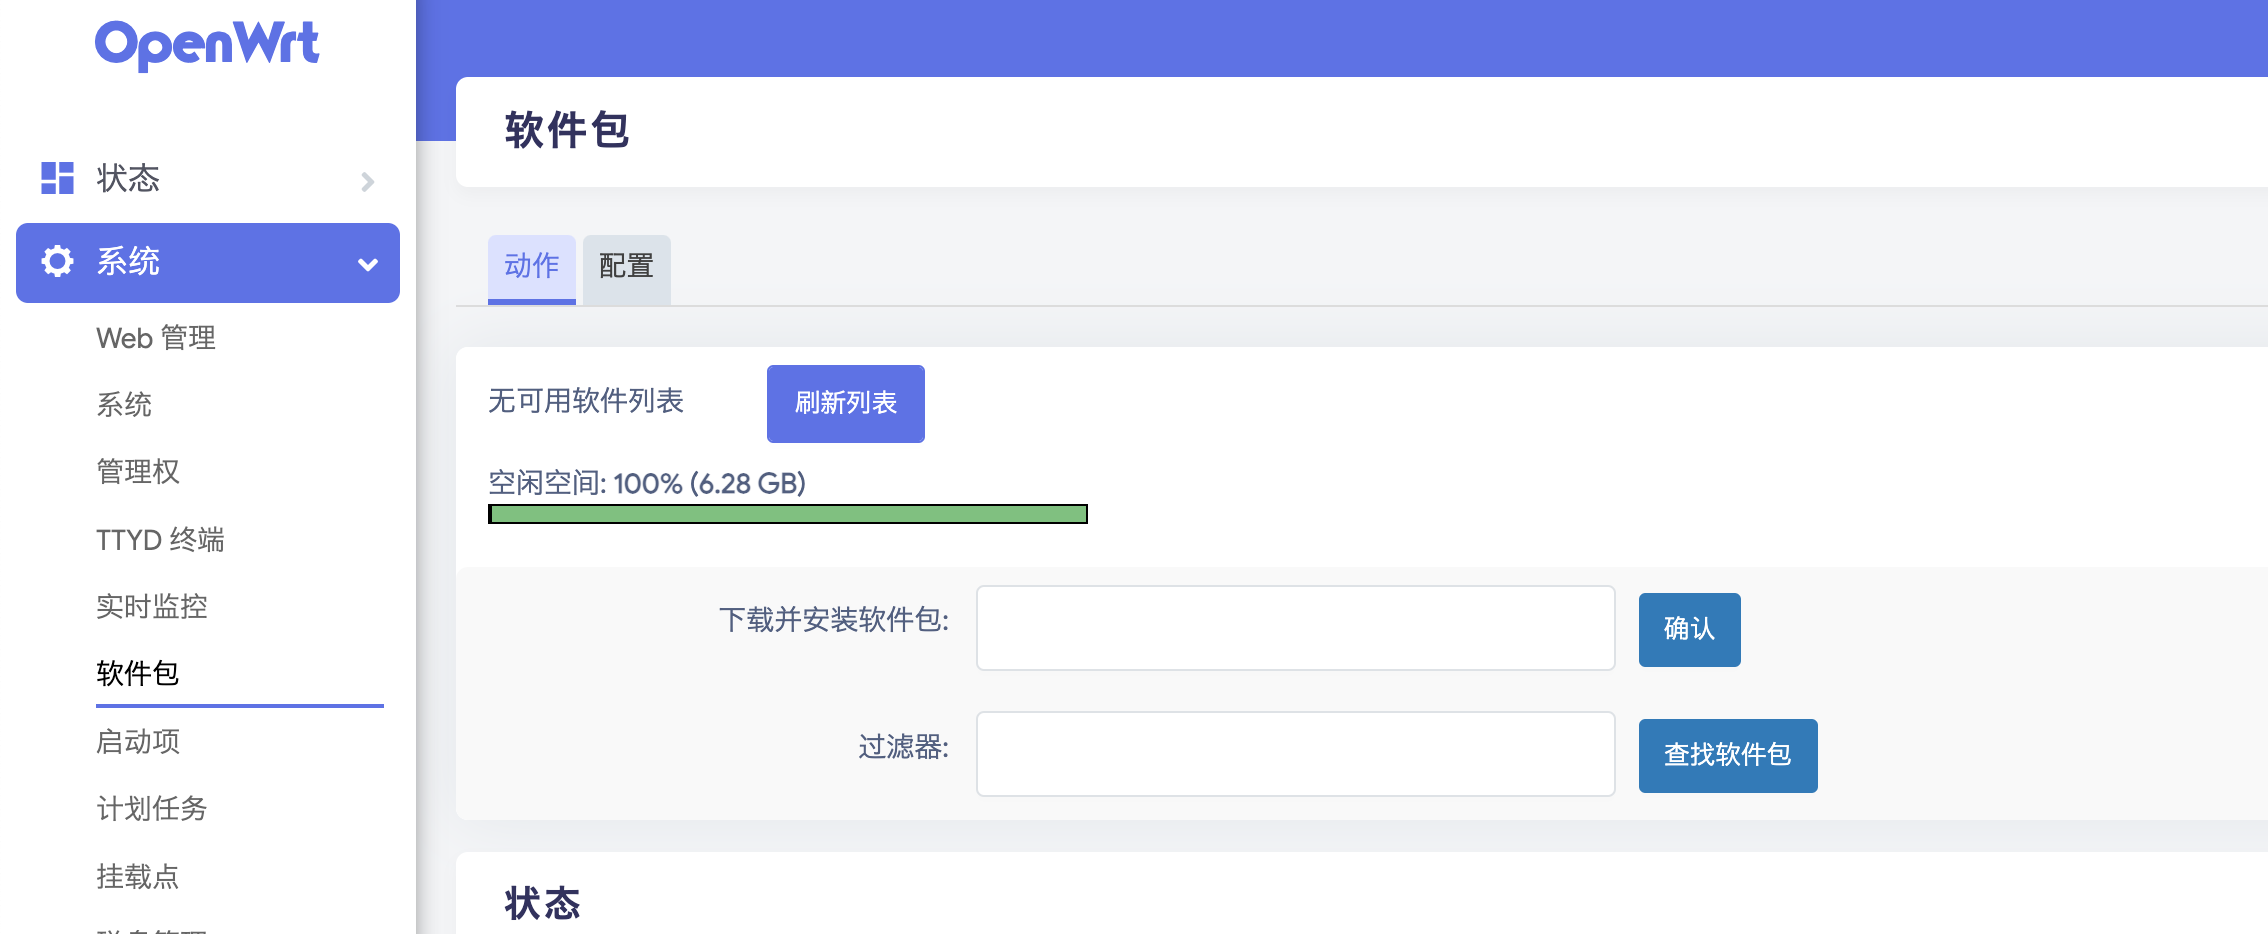 OpenWrt
状态
系统
Web 管理
系统
管理权
TTYD 终端
实时监控
软件包
启动项
计划任务
挂载点
软件包
动作
配置
无可用软件列表
刷新列表
空闲空间: 100% (6.28 GB)
下载并安装软件包:
确认
过滤器:
查找软件包
状态